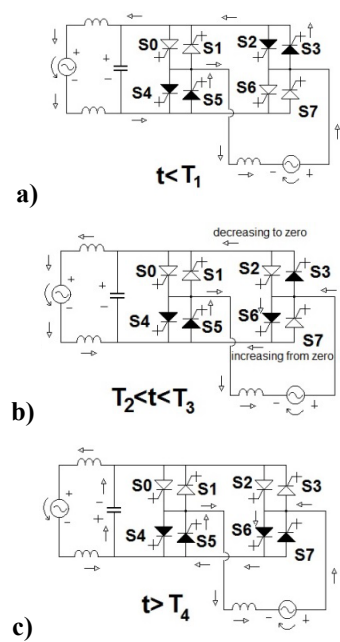 S0 S1 S2 S3
S4 S5 S6 S7
+ -
a) t<T1
decreasing to zero
S0 S1 S2 S3
S4 S5 S6 S7
increasing from zero
+ -
b) T2<t<T3
S0 S1 S2 S3
S4 S5 S6 S7
- +
c) t> T4